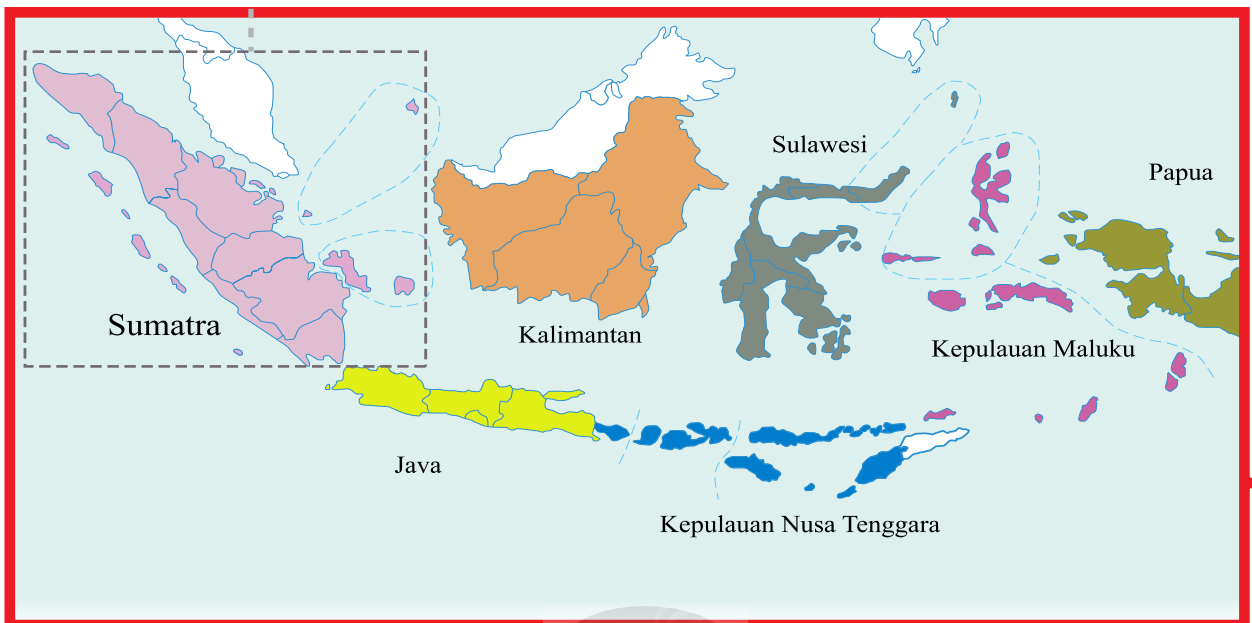 Sulawesi
Papua
Sumatra
Kalimantan
Kepulauan Maluku
Java
Kepulauan Nusa Tenggara